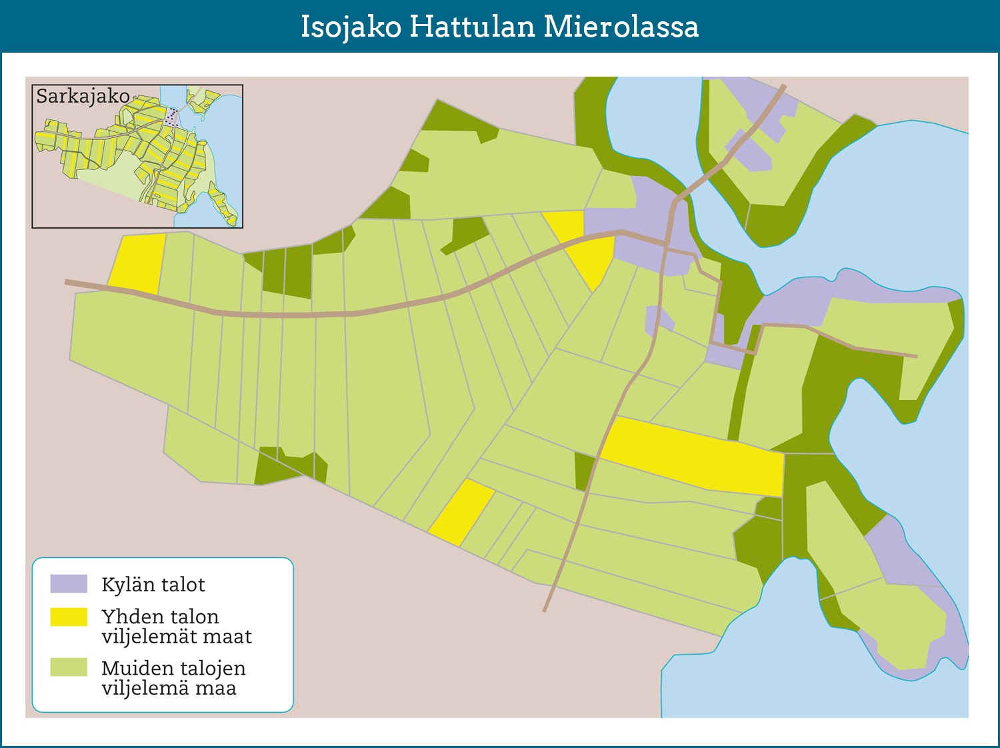 Isojako Hattulan Mierolassa
Sarkajako
Kylän talot
Yhden talon
viljelemät maat
Muiden talojen
viljelemä maa